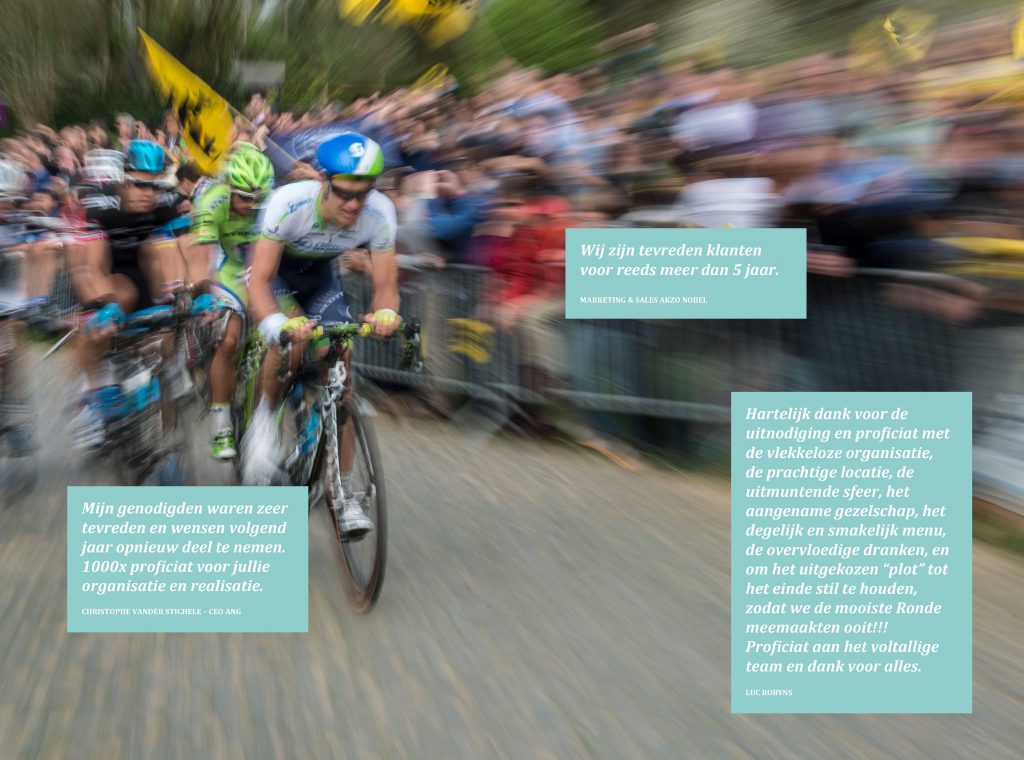 Wij zijn tevreden klanten
voor reeds meer dan 5 jaar.
MARKETING & SALES AKZO NOBEL
Hartelijk dank voor de
uitnodiging en proficiat met
de vlekkeloze organisatie,
de prachtige locatie, de
uitmuntende sfeer, het
aangename gezelschap, het
degelijk en smakelijk menu,
de overvloedige dranken, en
om het uitgekozen “plot” tot
het einde stil te houden,
zodat we de mooiste Ronde
meemaakten ooit!!!
Proficiat aan het voltallige
team en dank voor alles.
LUC ROBYNS
Mijn genodigden waren zeer
tevreden en wensen volgend
jaar opnieuw deel te nemen.
1000x proficiat voor jullie
organisatie en realisatie.
CHRISTOPHE VANDER STICHELE – CEO ANG